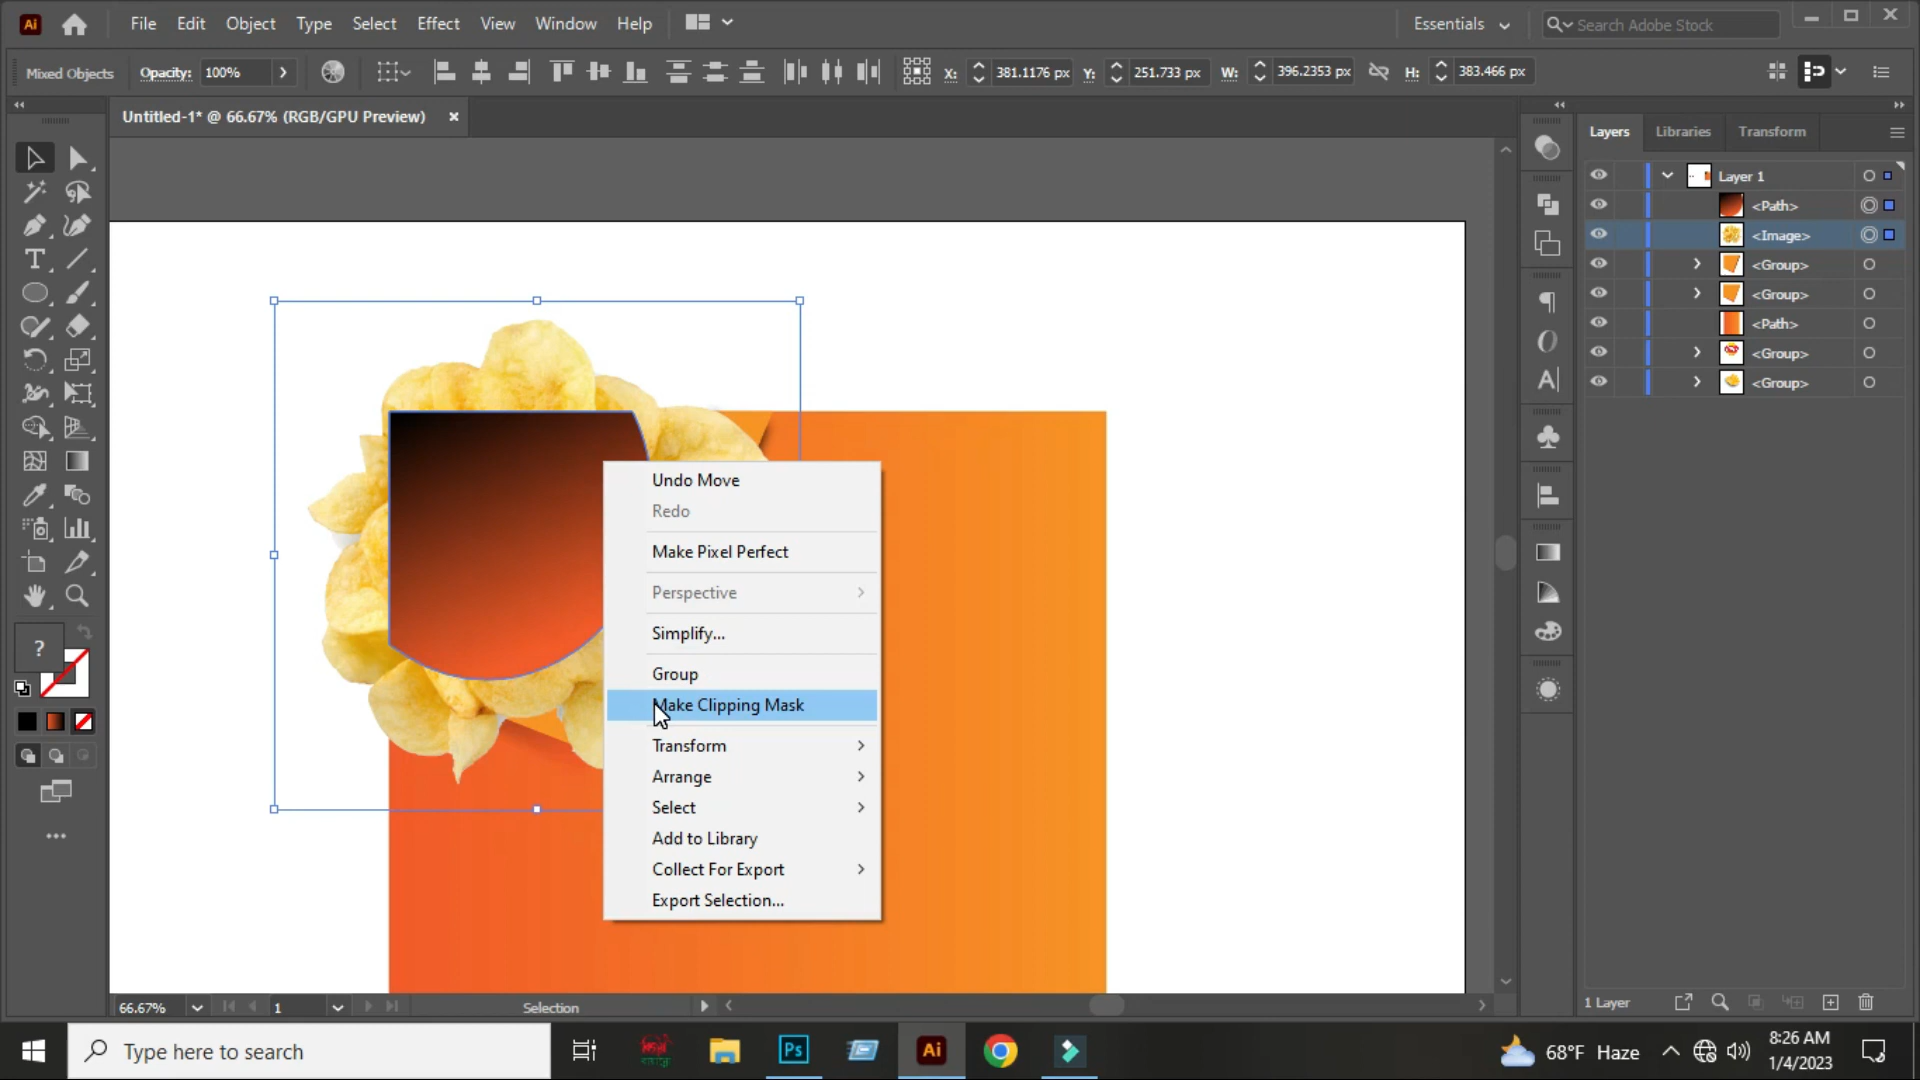 Ai File Edit Object Type Select Effect View Window Help Essentials Search Adobe Stock
Mixed Objects Opacity: 100% X: 381.1176 px Y: 251.733 px W: 396.2353 px H: 383.466 px
Untitled-1* @ 66.67% (RGB/GPU Preview)
Layers Libraries Transform
Layer 1
<Path>
<Image>
<Group>
<Group>
<Path>
<Group>
<Group>
Undo Move
Redo
Make Pixel Perfect
Perspective
Simplify...
Group
Make Clipping Mask
Transform
Arrange
Select
Add to Library
Collect For Export
Export Selection...
66.67% 1 Selection
1 Layer
Type here to search
Ps Ai
68°F Haze
8:26 AM
1/4/2023